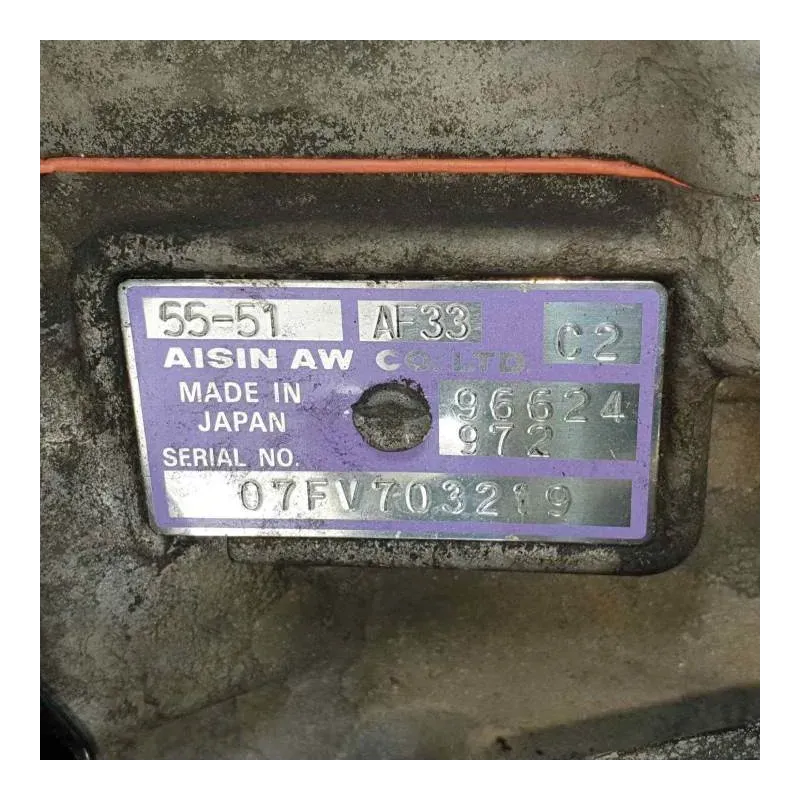 55-51 AF33 C2
AISIN AW CO. LTD
MADE IN
JAPAN
96624
972
SERIAL NO.
07FV703219